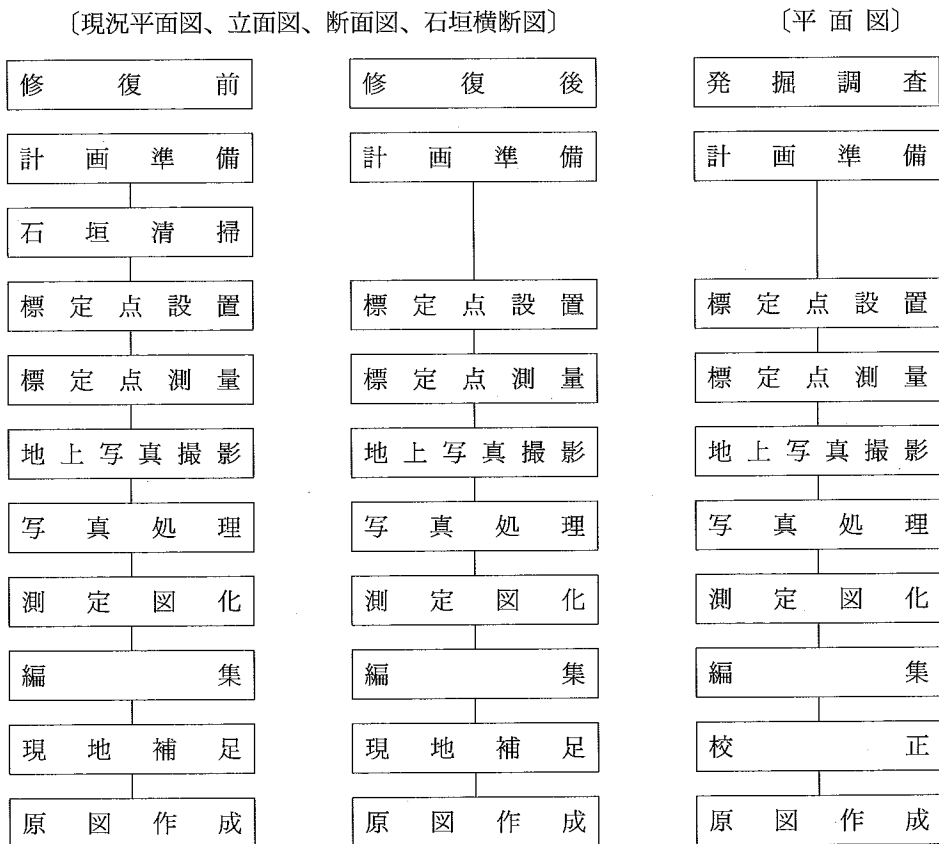 〔現況平面図、立面図、断面図、石垣横断図〕
修復前
計画準備
石垣清掃
標定点設置
標定点測量
地上写真撮影
写真処理
測定図化
編集
現地補足
原図作成
修復後
計画準備
標定点設置
標定点測量
地上写真撮影
写真処理
測定図化
編集
現地補足
原図作成
〔平面図〕
発掘調査
計画準備
標定点設置
標定点測量
地上写真撮影
写真処理
測定図化
編集
校正
原図作成